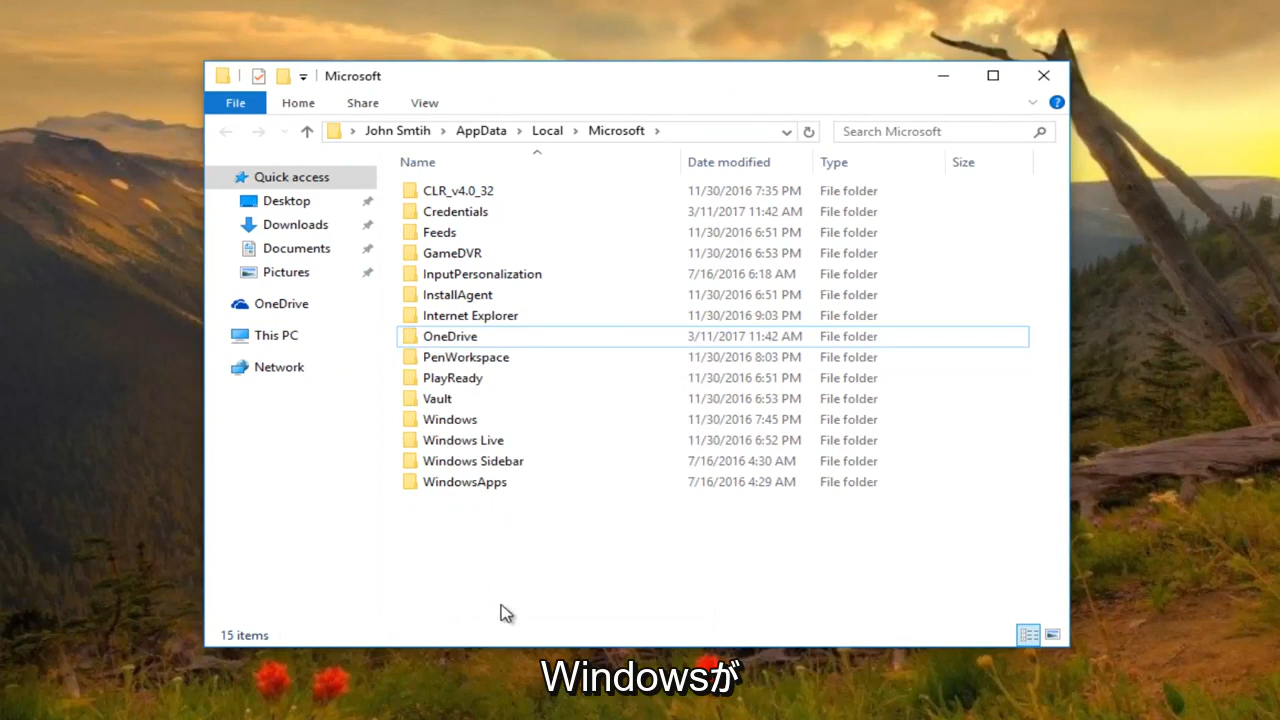 Microsoft
File Home Share View
John Smtih AppData Local Microsoft
Search Microsoft
Name Date modified Type Size
Quick access
Desktop
Downloads
Documents
Pictures
OneDrive
This PC
Network
CLR_v4.0_32 11/30/2016 7:35 PM File folder
Credentials 3/11/2017 11:42 AM File folder
Feeds 11/30/2016 6:51 PM File folder
GameDVR 11/30/2016 6:53 PM File folder
InputPersonalization 7/16/2016 6:18 AM File folder
InstallAgent 11/30/2016 6:51 PM File folder
Internet Explorer 11/30/2016 9:03 PM File folder
OneDrive 3/11/2017 11:42 AM File folder
PenWorkspace 11/30/2016 8:03 PM File folder
PlayReady 11/30/2016 6:51 PM File folder
Vault 11/30/2016 6:53 PM File folder
Windows 11/30/2016 7:45 PM File folder
Windows Live 11/30/2016 6:52 PM File folder
Windows Sidebar 7/16/2016 4:30 AM File folder
WindowsApps 7/16/2016 4:29 AM File folder
15 items
Windowsが